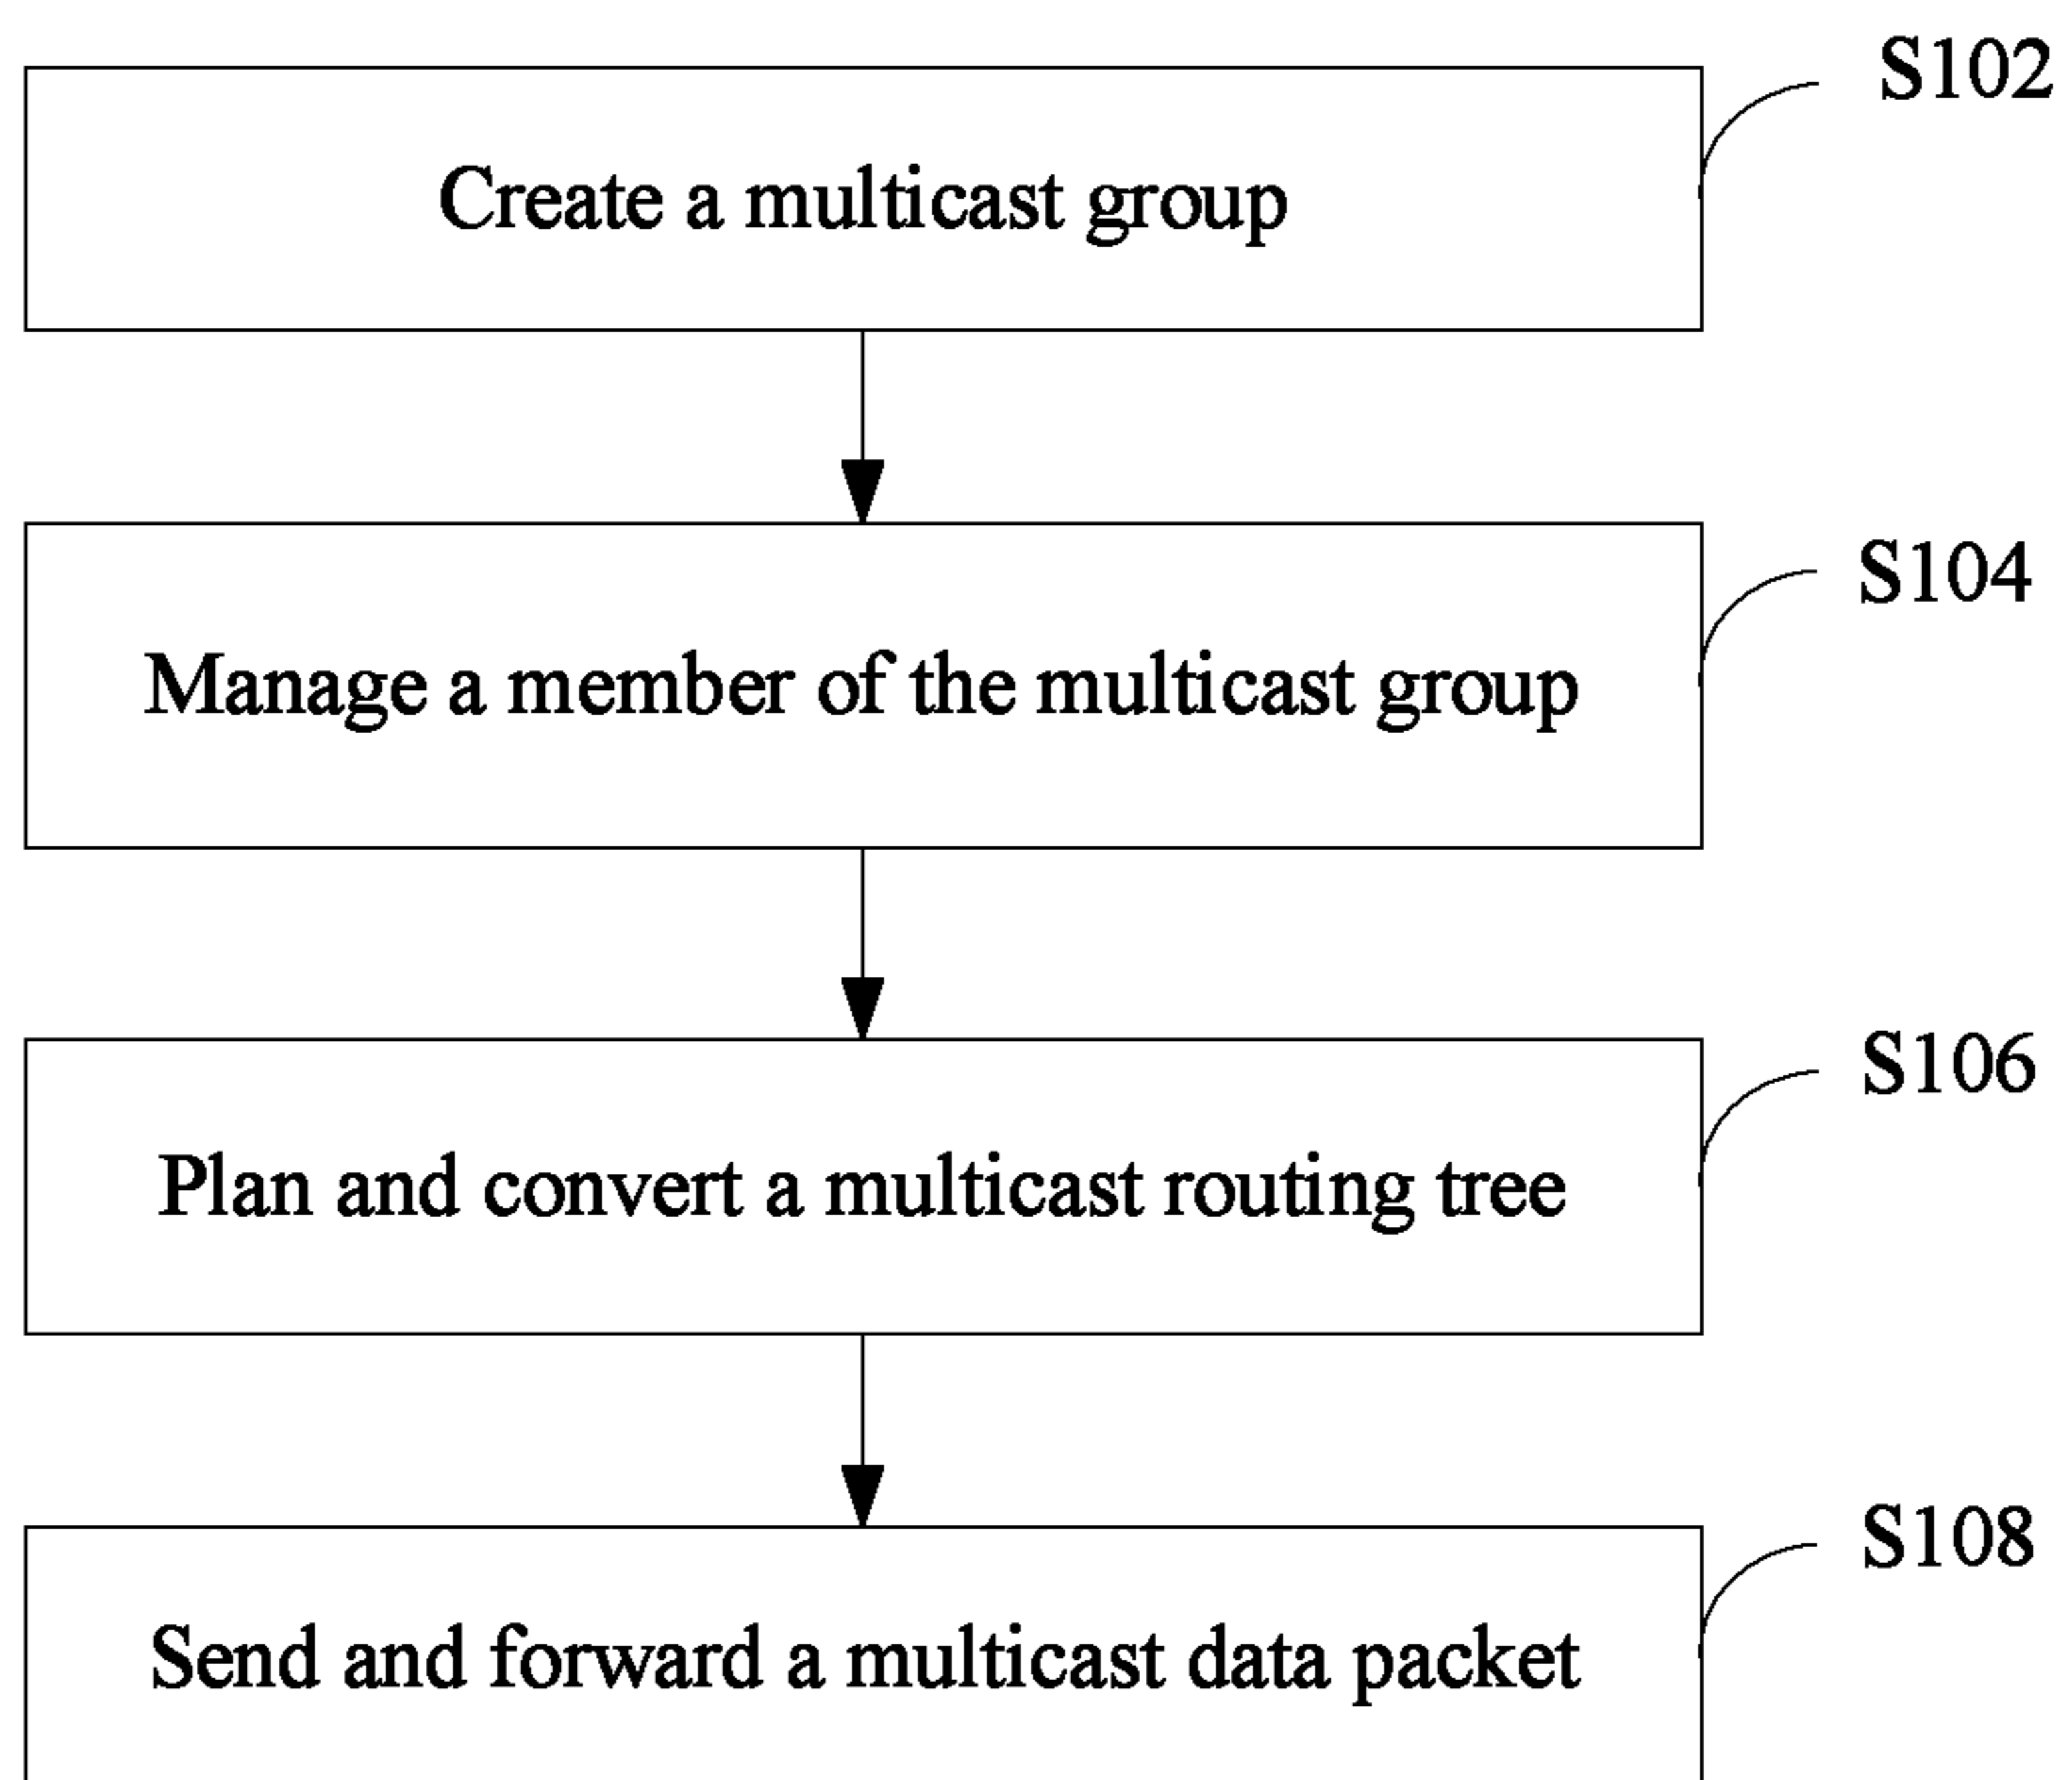 S102
Create a multicast group
S104
Manage a member of the multicast group
S106
Plan and convert a multicast routing tree
S108
Send and forward a multicast data packet